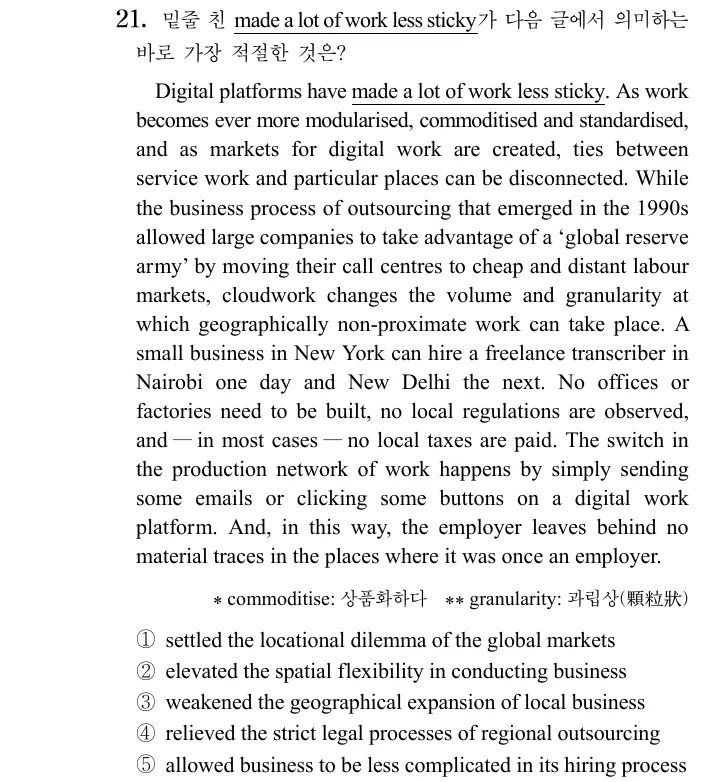 21. 밑줄 친 made a lot of work less sticky가 다음 글에서 의미하는
바로 가장 적절한 것은?
Digital platforms have made a lot of work less sticky. As work
becomes ever more modularised, commoditised and standardised,
and as markets for digital work are created, ties between
service work and particular places can be disconnected. While
the business process of outsourcing that emerged in the 1990s
allowed large companies to take advantage of a ‘global reserve
army’ by moving their call centres to cheap and distant labour
markets, cloudwork changes the volume and granularity at
which geographically non-proximate work can take place. A
small business in New York can hire a freelance transcriber in
Nairobi one day and New Delhi the next. No offices or
factories need to be built, no local regulations are observed,
and — in most cases — no local taxes are paid. The switch in
the production network of work happens by simply sending
some emails or clicking some buttons on a digital work
platform. And, in this way, the employer leaves behind no
material traces in the places where it was once an employer.
* commoditise: 상품화하다 ** granularity: 과립상(顆粒狀)
① settled the locational dilemma of the global markets
② elevated the spatial flexibility in conducting business
③ weakened the geographical expansion of local business
④ relieved the strict legal processes of regional outsourcing
⑤ allowed business to be less complicated in its hiring process